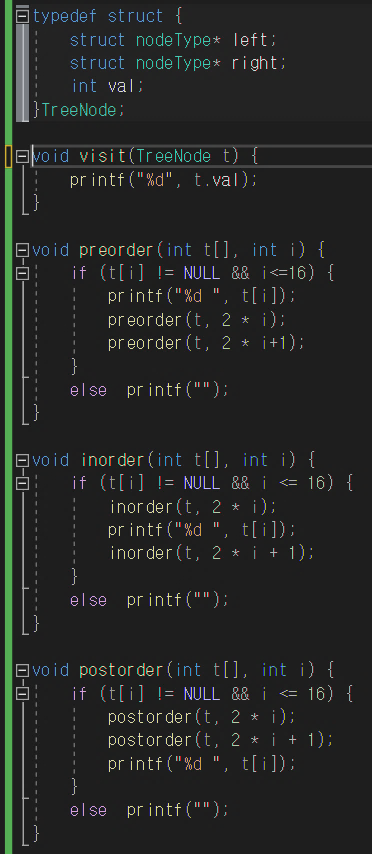 typedef struct {
    struct nodeType* left;
    struct nodeType* right;
    int val;
}TreeNode;
void visit(TreeNode t) {
    printf("%d", t.val);
}
void preorder(int t[], int i) {
    if (t[i] != NULL && i<=16) {
        printf("%d ", t[i]);
        preorder(t, 2 * i);
        preorder(t, 2 * i+1);
    }
    else  printf("");
}
void inorder(int t[], int i) {
    if (t[i] != NULL && i <= 16) {
        inorder(t, 2 * i);
        printf("%d ", t[i]);
        inorder(t, 2 * i + 1);
    }
    else  printf("");
}
void postorder(int t[], int i) {
    if (t[i] != NULL && i <= 16) {
        postorder(t, 2 * i);
        postorder(t, 2 * i + 1);
        printf("%d ", t[i]);
    }
    else  printf("");
}